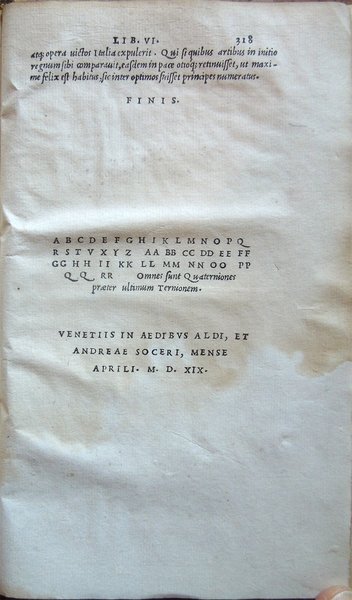 LIB. VI. 318
atq; opera uictos Italia expulerit. Qui si quibus artibus in initio
regnum sibi comparauit, easdem in pace otioq; retinuisset, ut maxi
me felix est habitus, sic inter optimos fuisset principes numeratus.
FINIS.
A B C D E F G H I K L M N O P Q
R S T V X Y Z AA BB CC DD EE FF
GG HH II KK LL MM NN OO PP
QQ RR Omnes sunt Quaterniones
præter ultimum Ternionem.
VENETIIS IN AEDIBVS ALDI, ET
ANDREAE SOCERI, MENSE
APRILI. M. D. XIX.